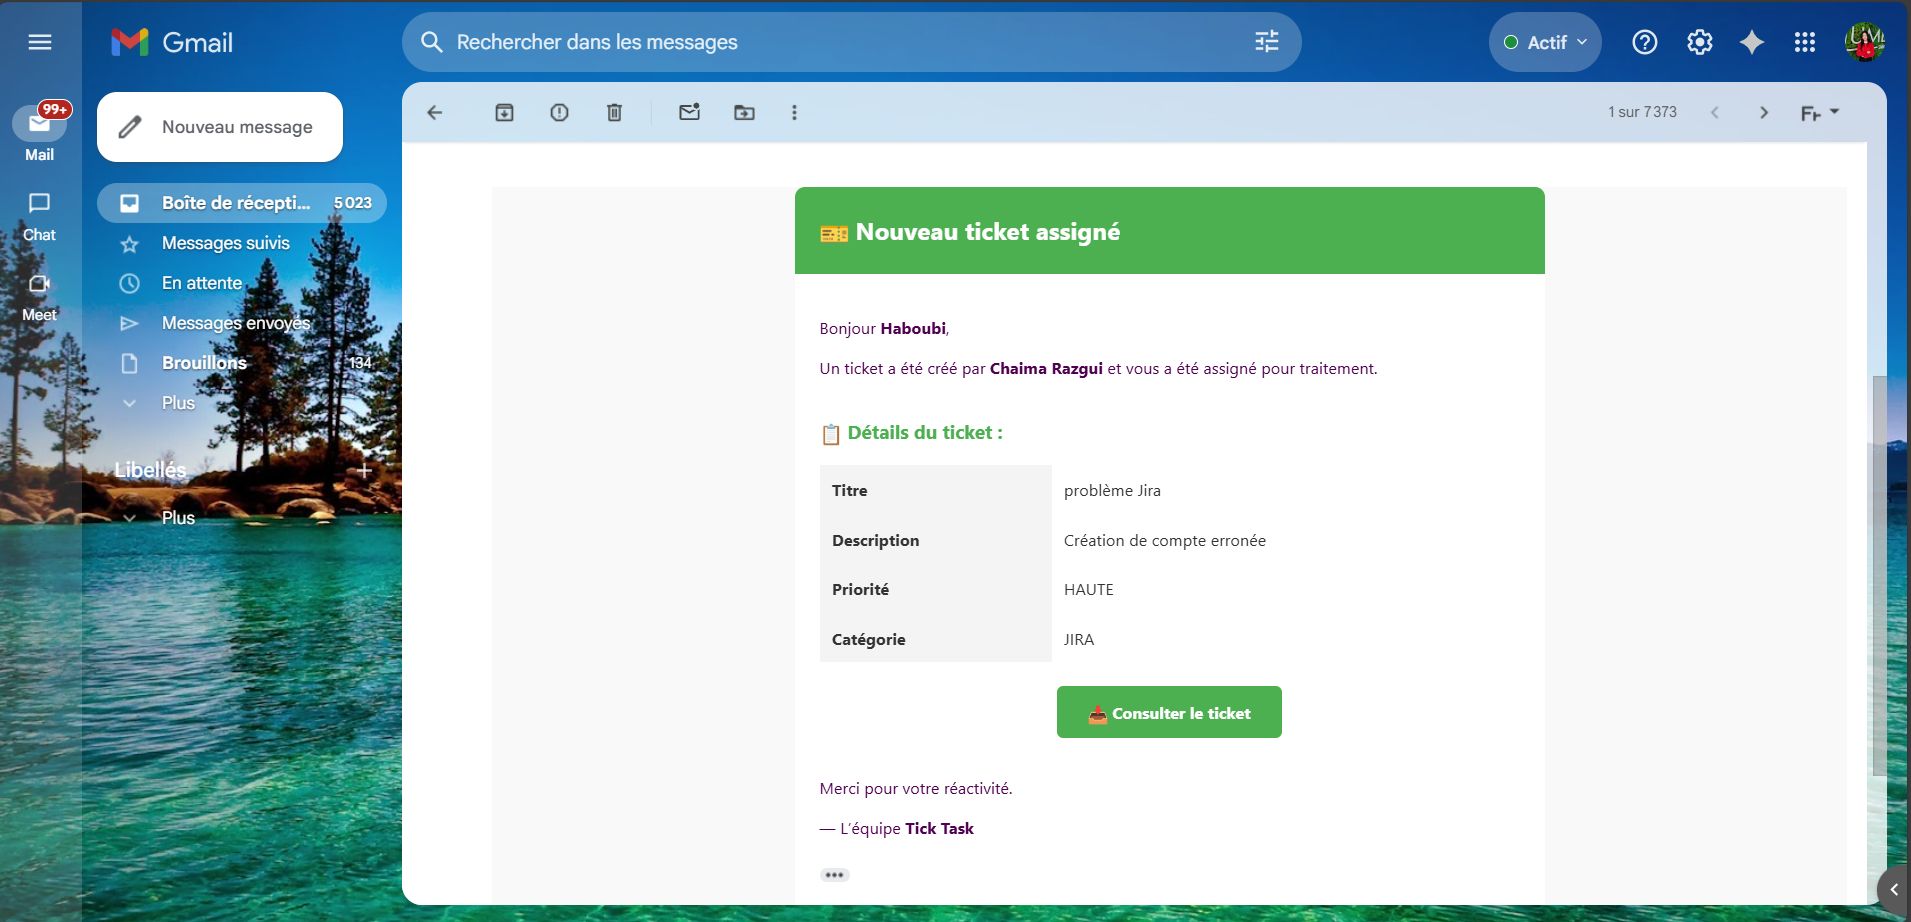 Gmail
Rechercher dans les messages
Actif
99+
Mail
Chat
Meet
Nouveau message
Boîte de récepti... 5 023
Messages suivis
En attente
Messages envoyés
Brouillons 134
Plus
Libellés
Plus
1 sur 7 373
Fr
🎫 Nouveau ticket assigné
Bonjour Haboubi,
Un ticket a été créé par Chaima Razgui et vous a été assigné pour traitement.
📋 Détails du ticket :
Titre problème Jira
Description Création de compte erronée
Priorité HAUTE
Catégorie JIRA
📥 Consulter le ticket
Merci pour votre réactivité.
— L'équipe Tick Task